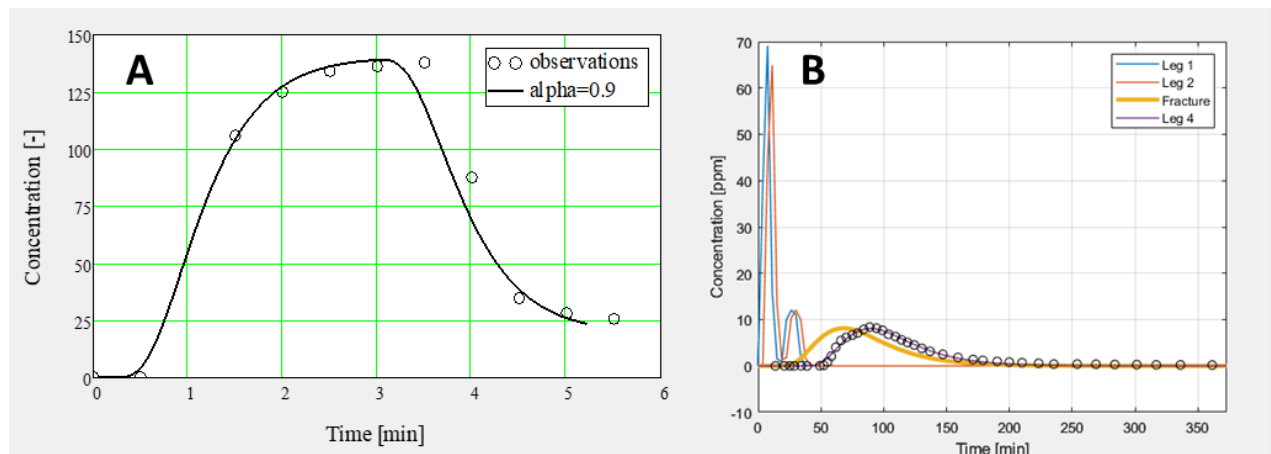 A
150
125
100
75
50
25
0
0 1 2 3 4 5 6
Concentration [-]
Time [min]
observations
alpha=0.9
B
70
60
50
40
30
20
10
0
-10
0 50 100 150 200 250 300 350
Concentration [ppm]
Time [min]
Leg 1
Leg 2
Fracture
Leg 4